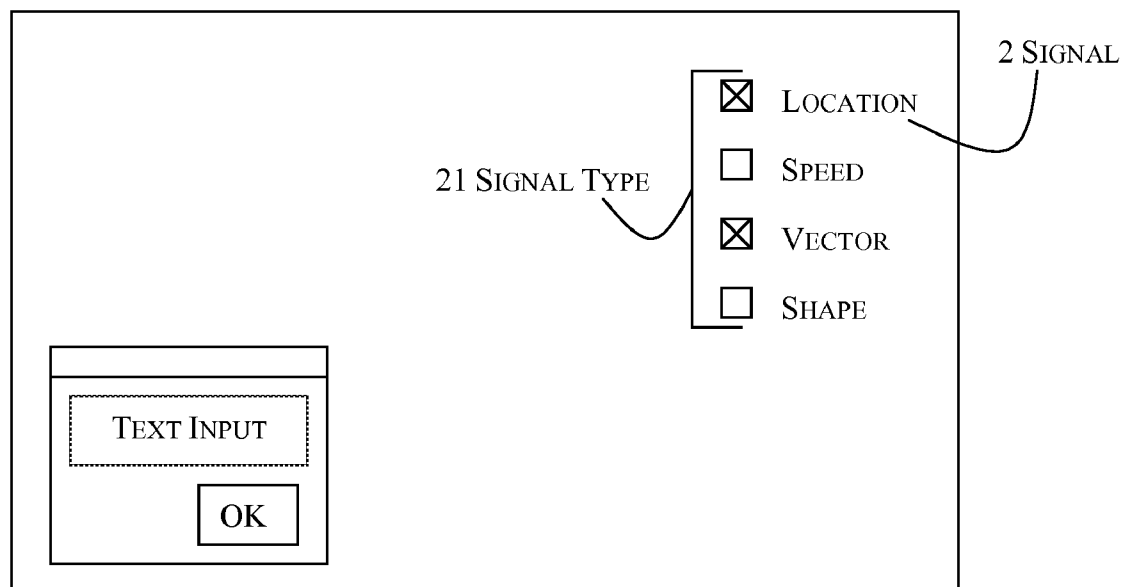 2 SIGNAL
LOCATION
SPEED
21 SIGNAL TYPE
VECTOR
SHAPE
TEXT INPUT
OK